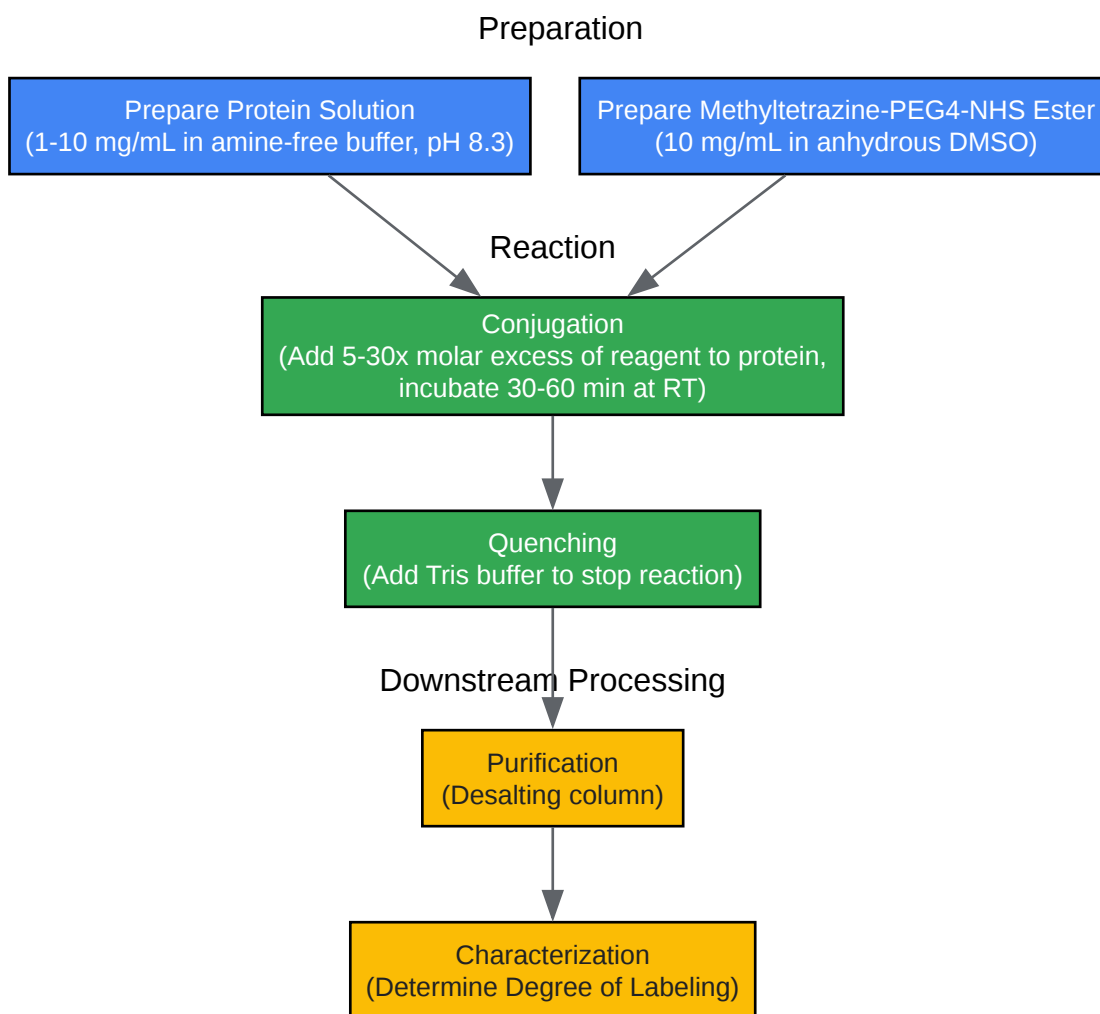 Preparation
Prepare Protein Solution
(1-10 mg/mL in amine-free buffer, pH 8.3)
Prepare Methyltetrazine-PEG4-NHS Ester
(10 mg/mL in anhydrous DMSO)
Reaction
Conjugation
(Add 5-30x molar excess of reagent to protein,
incubate 30-60 min at RT)
Quenching
(Add Tris buffer to stop reaction)
Downstream Processing
Purification
(Desalting column)
Characterization
(Determine Degree of Labeling)